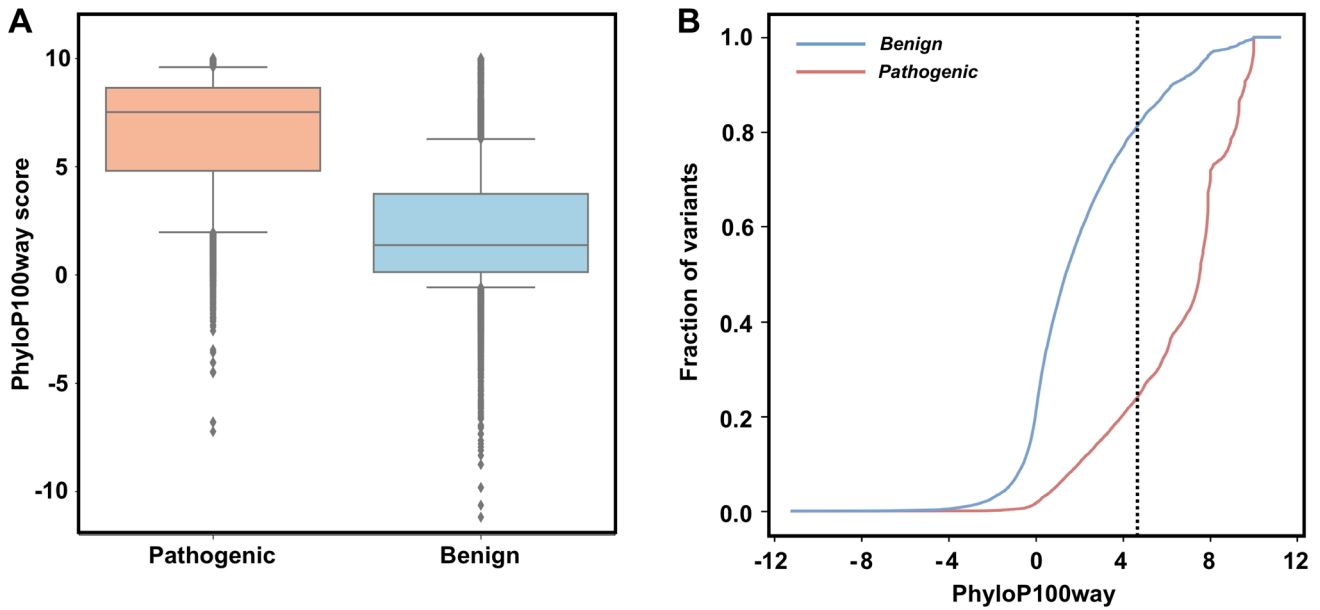 A
PhyloP100way score
10
5
0
-5
-10
Pathogenic
Benign
B
Fraction of variants
1.0
0.8
0.6
0.4
0.2
0.0
Benign
Pathogenic
-12
-8
-4
0
4
8
12
PhyloP100way